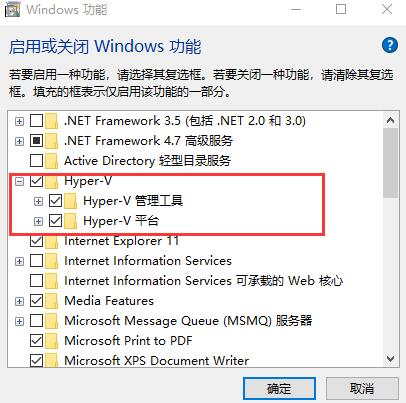 Windows 功能
启用或关闭 Windows 功能
若要启用一种功能，请选择其复选框。若要关闭一种功能，请清除其复选
框。填充的框表示仅启用该功能的一部分。
.NET Framework 3.5 (包括 .NET 2.0 和 3.0)
.NET Framework 4.7 高级服务
Active Directory 轻型目录服务
Hyper-V
Hyper-V 管理工具
Hyper-V 平台
Internet Explorer 11
Internet Information Services
Internet Information Services 可承载的 Web 核心
Media Features
Microsoft Message Queue (MSMQ) 服务器
Microsoft Print to PDF
Microsoft XPS Document Writer
确定
取消